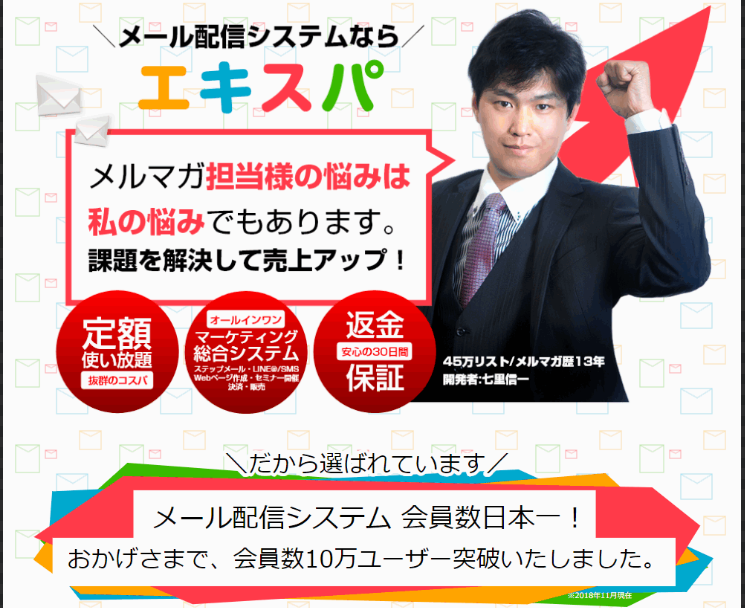 ＼メール配信システムなら／
エキスパ
メルマガ担当様の悩みは
私の悩みでもあります。
課題を解決して売上アップ！
定額
使い放題
抜群のコスパ
オールインワン
マーケティング
総合システム
ステップメール・LINE@/SMS
Webページ作成・セミナー開催
決済・販売
返金
安心の30日間
保証
45万リスト/メルマガ歴13年
開発者:七里信一
＼だから選ばれています／
メール配信システム 会員数日本一！
おかげさまで、会員数10万ユーザー突破いたしました。
※2018年11月現在